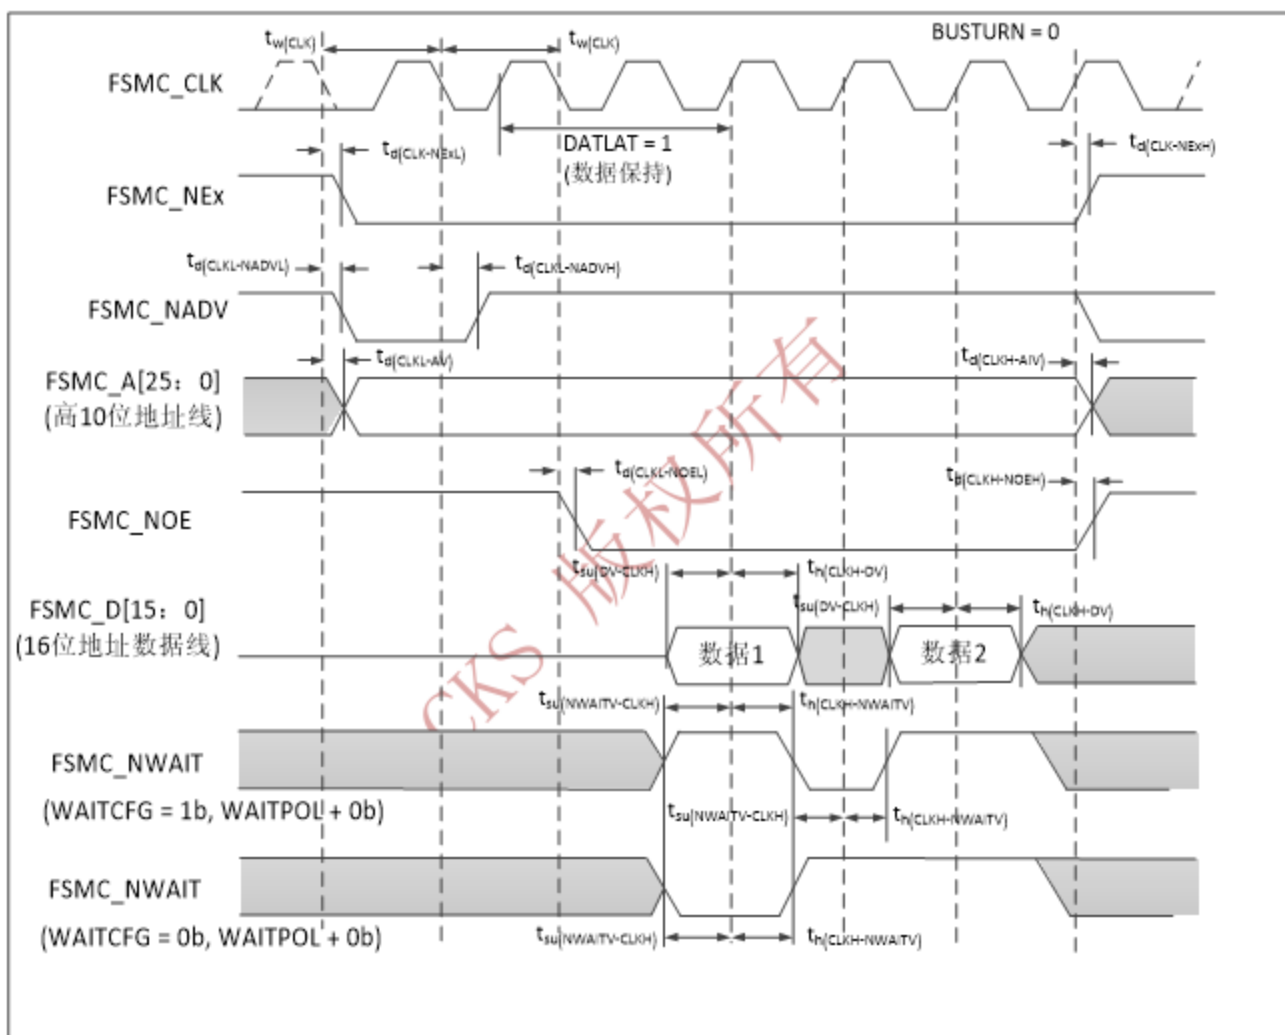 tw(CLK)
tw(CLK)
BUSTURN = 0
FSMC_CLK
DATLAT = 1
(数据保持)
td(CLK-NExL)
td(CLK-NExH)
FSMC_NEx
td(CLKL-NADVL)
td(CLKL-NADVH)
FSMC_NADV
td(CLKL-AV)
td(CLKH-AIV)
FSMC_A[25：0]
(高10位地址线)
td(CLKL-NOEL)
td(CLKH-NOEH)
FSMC_NOE
tsu(DV-CLKH)
th(CLKH-DV)
tsu(DV-CLKH)
th(CLKH-DV)
FSMC_D[15：0]
(16位地址数据线)
数据1
数据2
tsu(NWAITV-CLKH)
th(CLKH-NWAITV)
FSMC_NWAIT
(WAITCFG = 1b, WAITPOL + 0b)
tsu(NWAITV-CLKH)
th(CLKH-NWAITV)
FSMC_NWAIT
(WAITCFG = 0b, WAITPOL + 0b)
tsu(NWAITV-CLKH)
th(CLKH-NWAITV)
CKS 版权所有